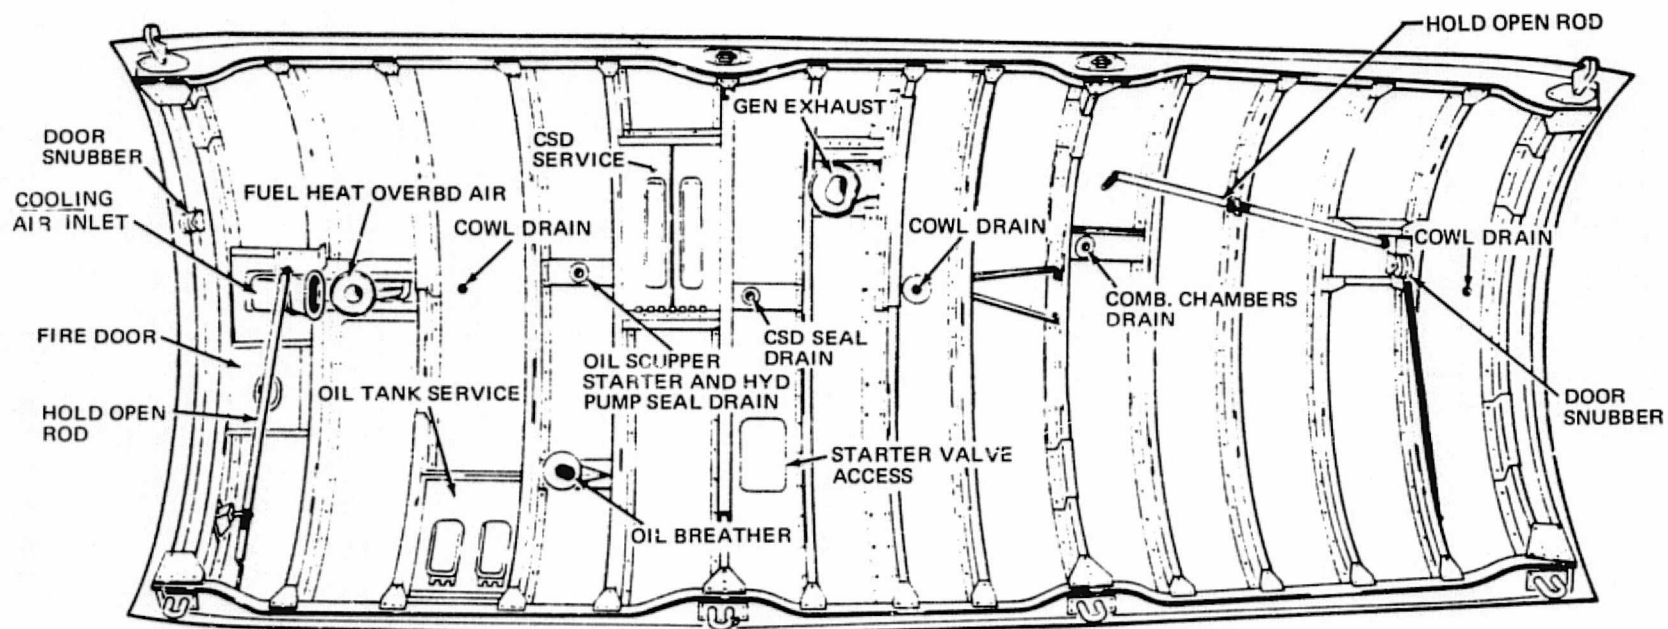 HOLD OPEN ROD
GEN EXHAUST
DOOR
SNUBBER
CSD
SERVICE
FUEL HEAT OVERBD AIR
COOLING
AIR INLET
COWL DRAIN
COWL DRAIN
COWL DRAIN
COMB. CHAMBERS
DRAIN
FIRE DOOR
CSD SEAL
DRAIN
OIL SCUPPER
STARTER AND HYD
PUMP SEAL DRAIN
OIL TANK SERVICE
HOLD OPEN
ROD
DOOR
SNUBBER
STARTER VALVE
ACCESS
OIL BREATHER